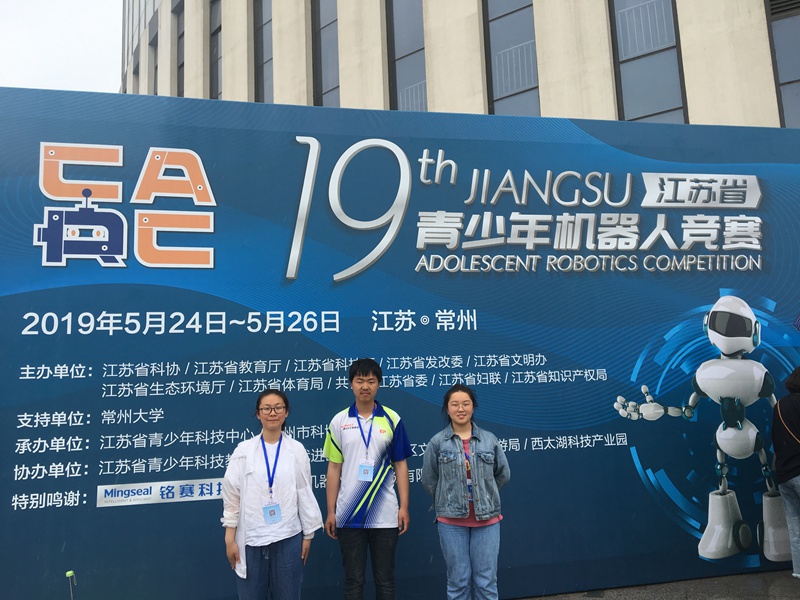 CARC
19th JIANGSU 江苏省
青少年机器人竞赛
ADOLESCENT ROBOTICS COMPETITION
2019年5月24日~5月26日 江苏 常州
主办单位：江苏省科协 / 江苏省教育厅 / 江苏省科技 / 江苏省发改委 / 江苏省文明办
江苏省生态环境厅 / 江苏省体育局 / 共 江苏省委 / 江苏省妇联 / 江苏省知识产权局
支持单位：常州大学
承办单位：江苏省青少年科技中心 州市科 局 / 西太湖科技产业园
协办单位：江苏省青少年科技教 进
特别鸣谢：Mingseal 铭赛科技 机器 有限